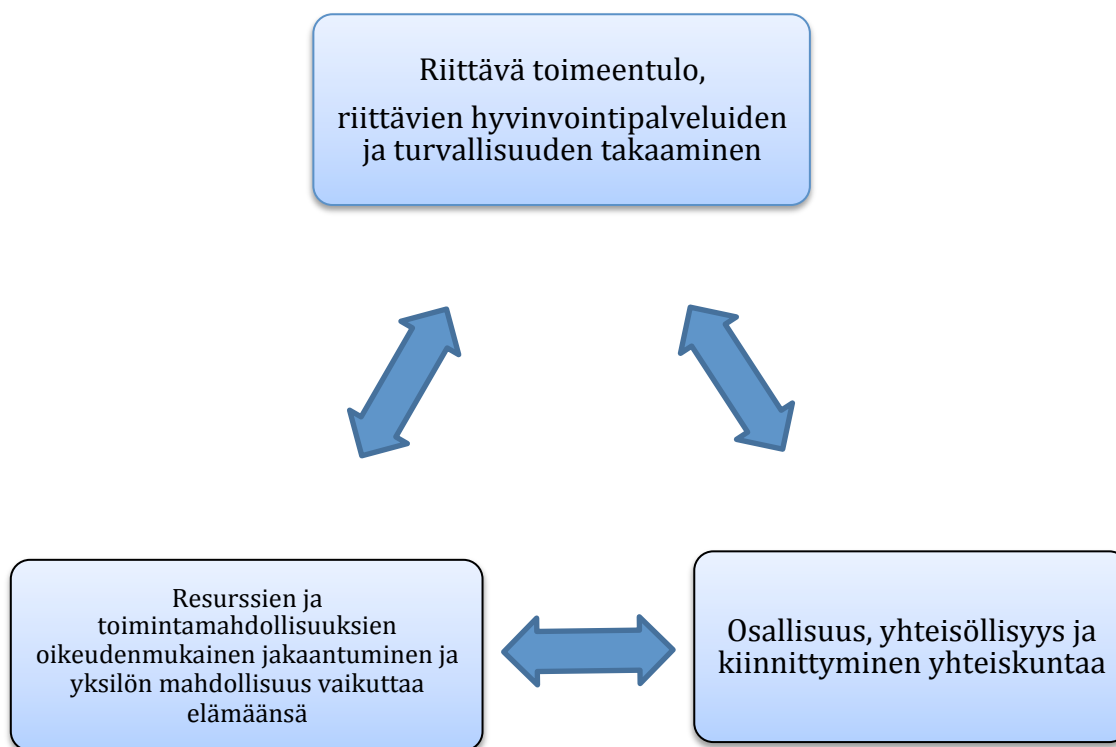 Riittävä toimeentulo,
riittävien hyvinvointipalveluiden
ja turvallisuuden takaaminen
Resurssien ja
toimintamahdollisuuksien
oikeudenmukainen jakaantuminen ja
yksilön mahdollisuus vaikuttaa
elämäänsä
Osallisuus, yhteisöllisyys ja
kiinnittyminen yhteiskuntaa